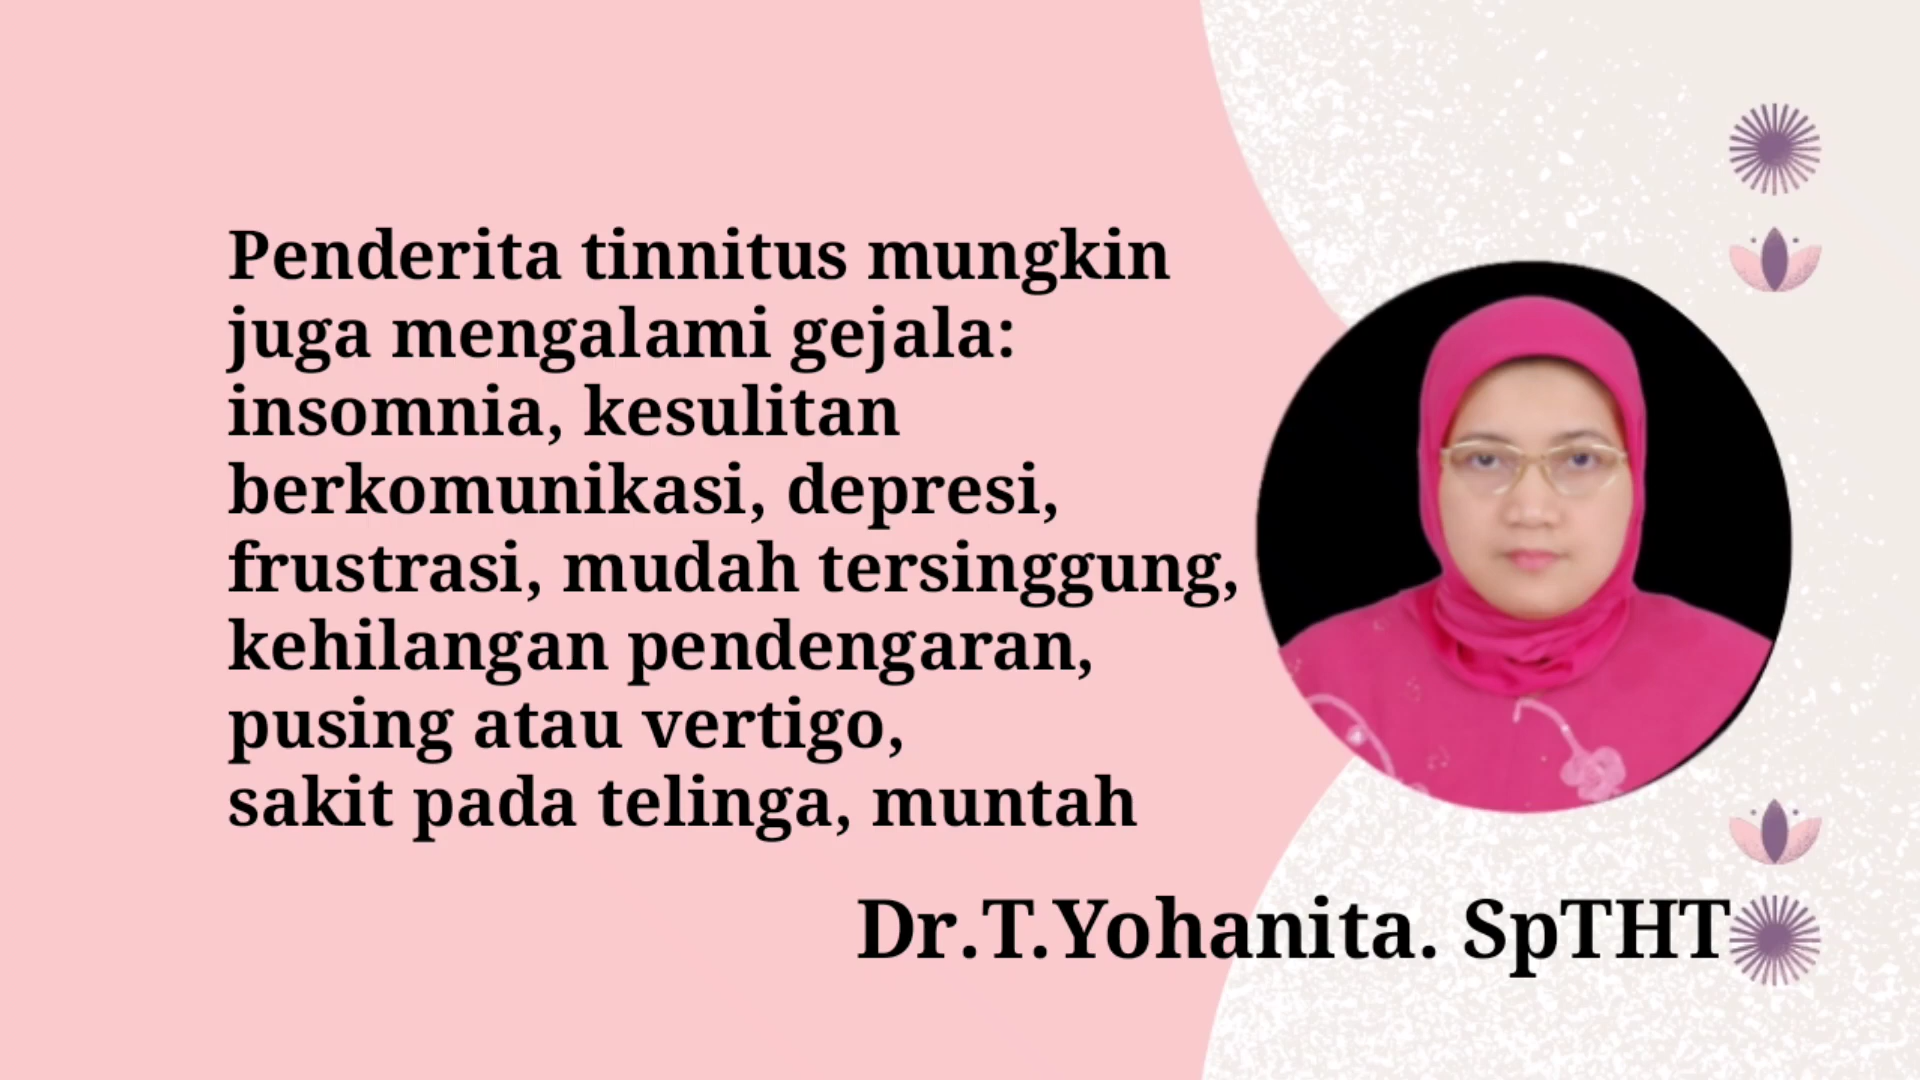 Penderita tinnitus mungkin
juga mengalami gejala:
insomnia, kesulitan
berkomunikasi, depresi,
frustrasi, mudah tersinggung,
kehilangan pendengaran,
pusing atau vertigo,
sakit pada telinga, muntah
Dr.T.Yohanita. SpTHT